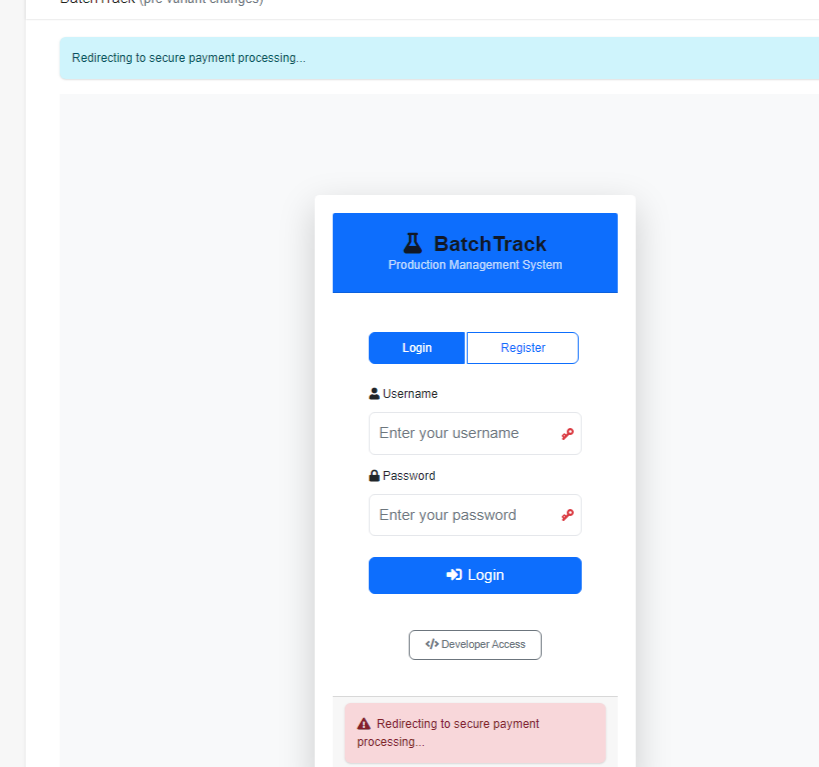 BatchTrack (pre variant changes)
Redirecting to secure payment processing...
BatchTrack
Production Management System
Login
Register
Username
Enter your username
Password
Enter your password
Login
Developer Access
Redirecting to secure payment
processing...